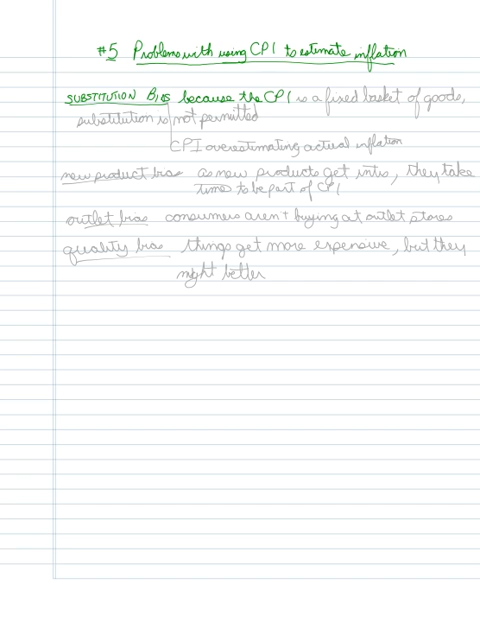 #5 Problems with using CPI to estimate inflation
SUBSTITUTION BIAS because the CPI is a fixed basket of goods,
substitution is not permitted
CPI overestimating actual inflation
new product bias as new products get intro, they take
time to be part of CPI
outlet bias consumers aren't buying at outlet stores
quality bias things get more expensive, but they
might better